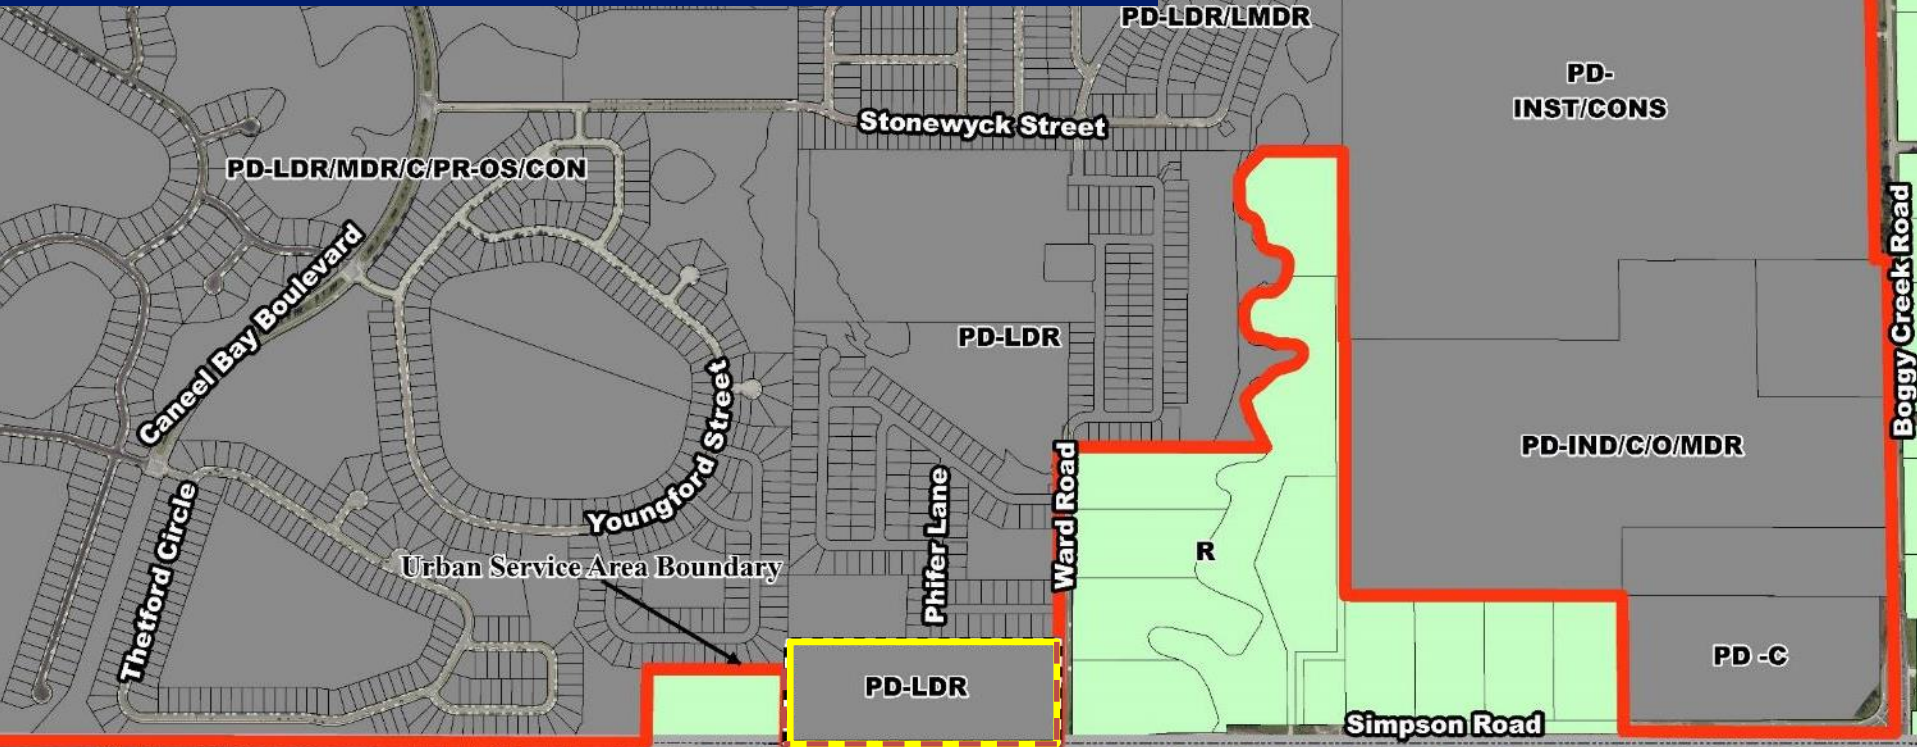 PD-LDR/LMDR
PD-
INST/CONS
Stonewyck Street
PD-LDR/MDR/C/PR-OS/CON
Caneel Bay Boulevard
Boggy Creek Road
PD-LDR
Youngford Street
PD-IND/C/O/MDR
Ward Road
Phifer Lane
Thetford Circle
R
Urban Service Area Boundary
PD -C
PD-LDR
Simpson Road